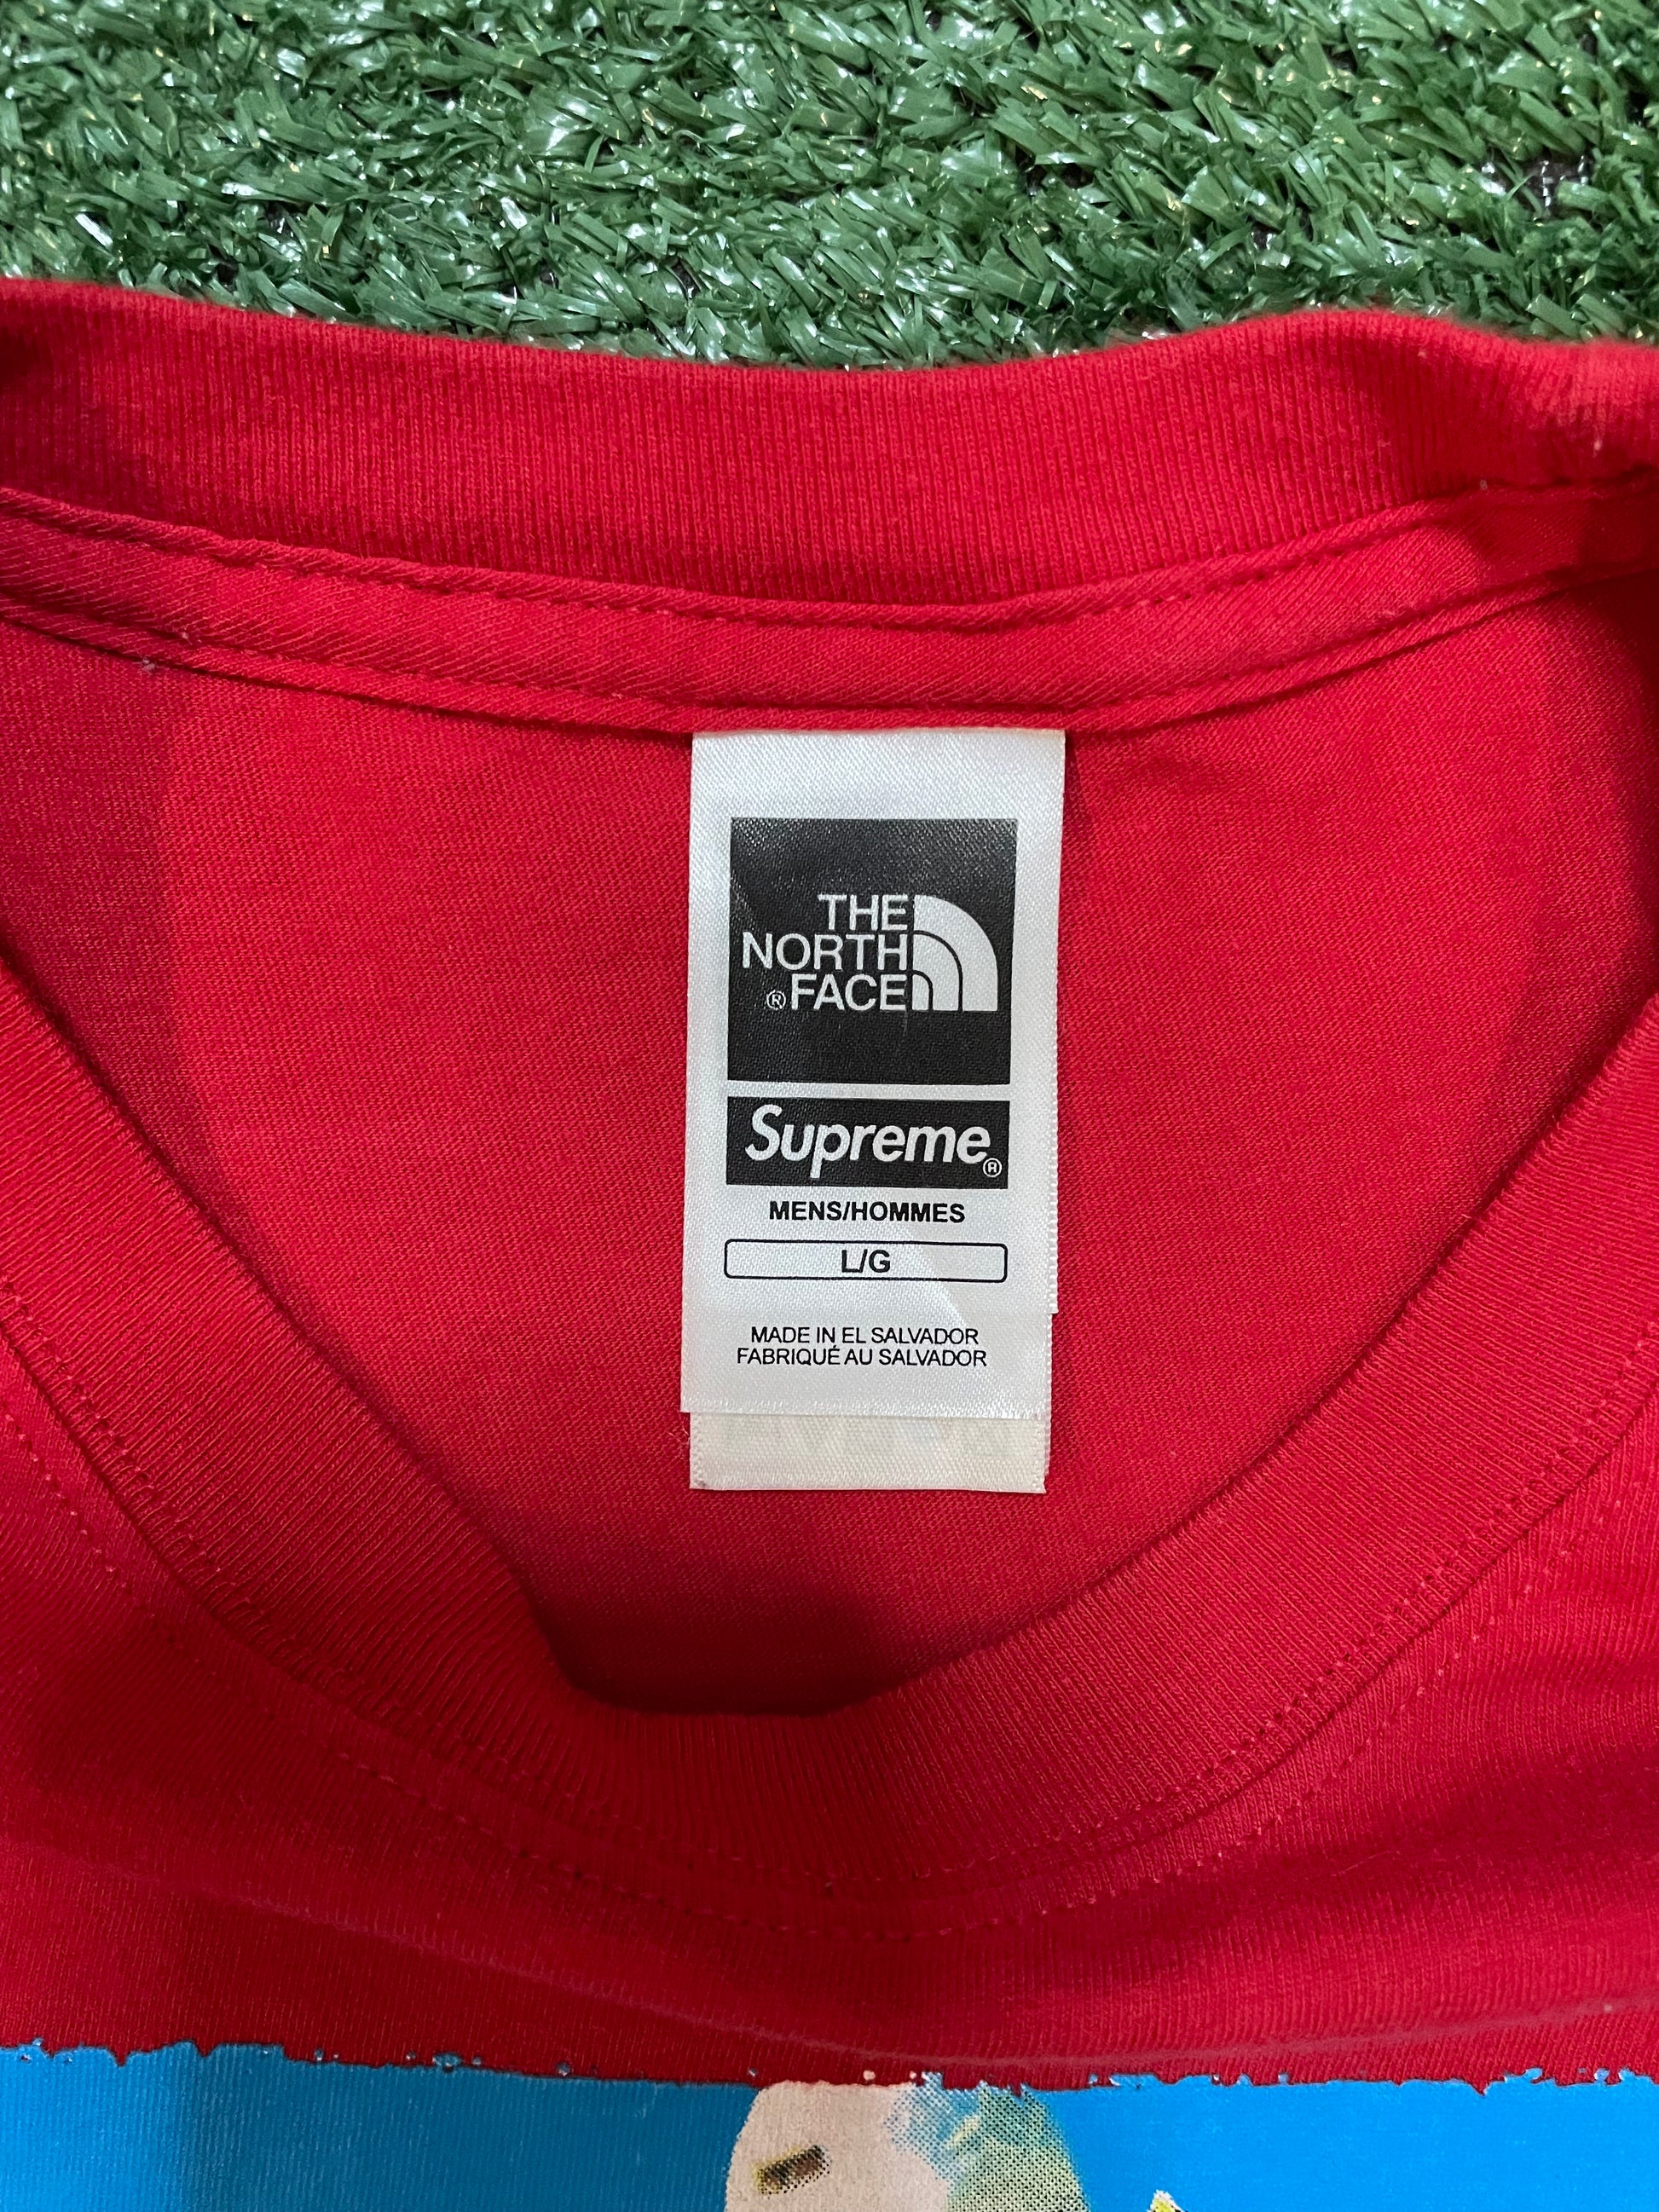 THE
NORTH
®FACE
Supreme®
MENS/HOMMES
L/G
MADE IN EL SALVADOR
FABRIQUÉ AU SALVADOR